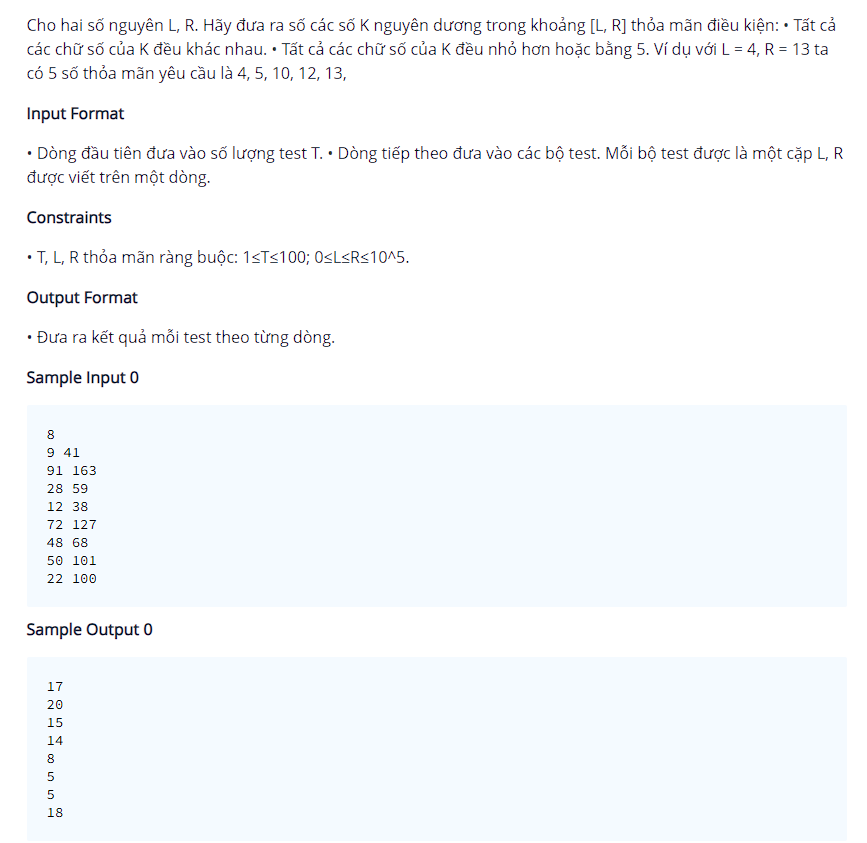 Cho hai số nguyên L, R. Hãy đưa ra số các số K nguyên dương trong khoảng [L, R] thỏa mãn điều kiện: • Tất cả
các chữ số của K đều khác nhau. • Tất cả các chữ số của K đều nhỏ hơn hoặc bằng 5. Ví dụ với L = 4, R = 13 ta
có 5 số thỏa mãn yêu cầu là 4, 5, 10, 12, 13,
Input Format
• Dòng đầu tiên đưa vào số lượng test T. • Dòng tiếp theo đưa vào các bộ test. Mỗi bộ test được là một cặp L, R
được viết trên một dòng.
Constraints
• T, L, R thỏa mãn ràng buộc: 1≤T≤100; 0≤L≤R≤10^5.
Output Format
• Đưa ra kết quả mỗi test theo từng dòng.
Sample Input 0
8
9 41
91 163
28 59
12 38
72 127
48 68
50 101
22 100
Sample Output 0
17
20
15
14
8
5
5
18